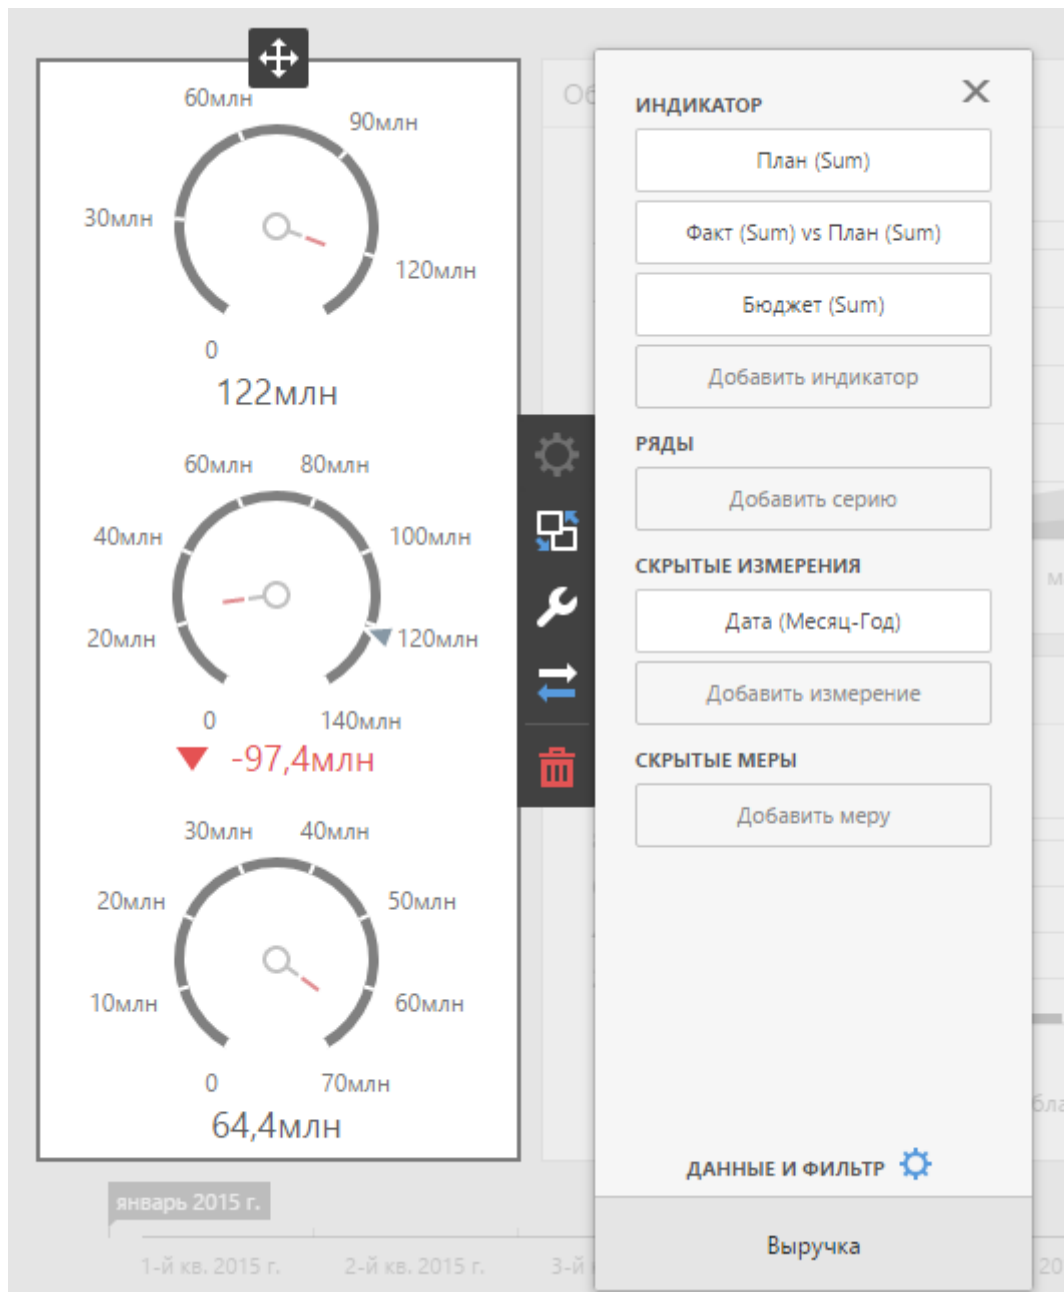 60млн
90млн
30млн
120млн
0
122млн
60млн
80млн
40млн
100млн
20млн
120млн
0
140млн
-97,4млн
30млн
40млн
20млн
50млн
10млн
60млн
0
70млн
64,4млн
январь 2015 г.
1-й кв. 2015 г.
2-й кв. 2015 г.
3-й
ИНДИКАТОР
План (Sum)
Факт (Sum) vs План (Sum)
Бюджет (Sum)
Добавить индикатор
РЯДЫ
Добавить серию
СКРЫТЫЕ ИЗМЕРЕНИЯ
Дата (Месяц-Год)
Добавить измерение
СКРЫТЫЕ МЕРЫ
Добавить меру
ДАННЫЕ И ФИЛЬТР
Выручка